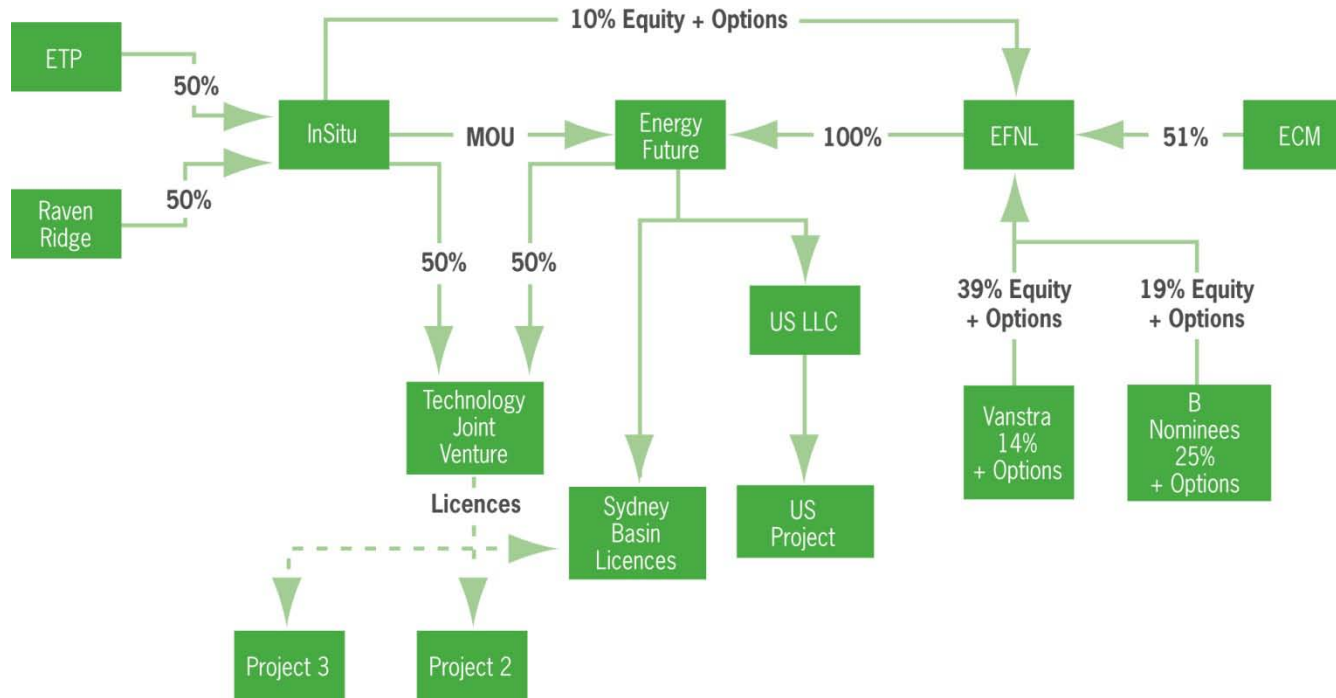 10% Equity + Options
ETP
50%
InSitu
MOU
Energy
Future
100%
EFNL
51%
ECM
Raven
Ridge
50%
50%
50%
39% Equity
+ Options
19% Equity
+ Options
US LLC
Technology
Joint
Venture
Vanstra
14%
+ Options
B
Nominees
25%
+ Options
Licences
Sydney
Basin
Licences
US
Project
Project 3
Project 2